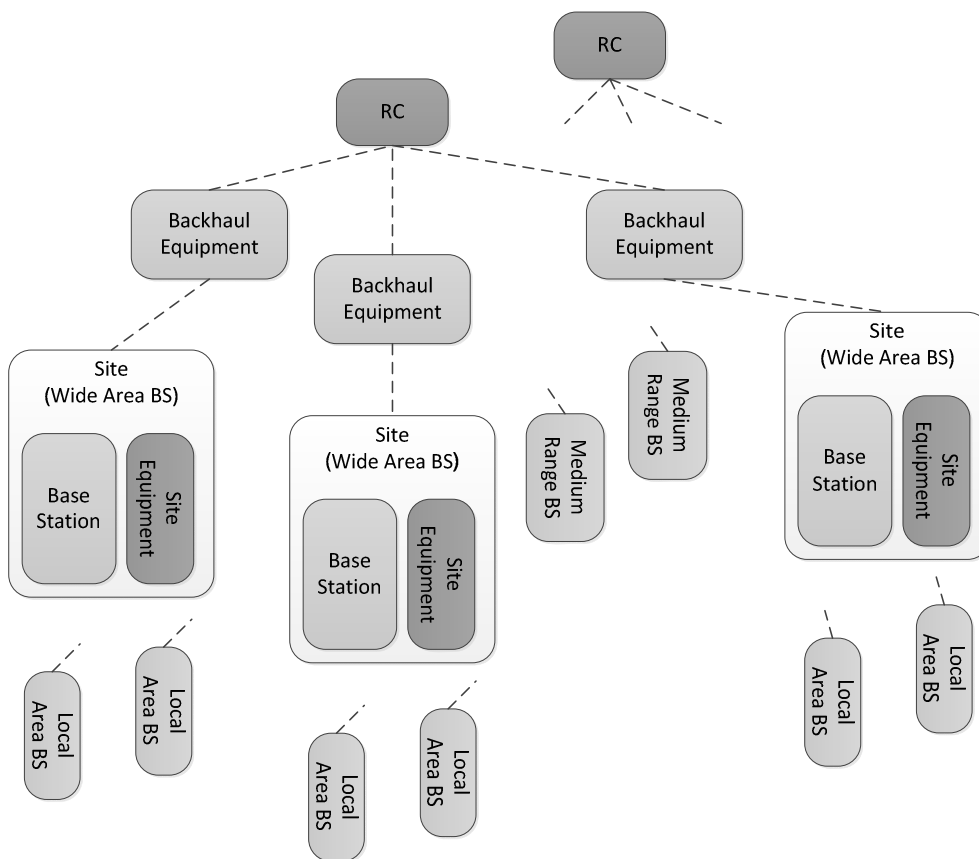 RC
RC
Backhaul
Equipment
Backhaul
Equipment
Backhaul
Equipment
Site
(Wide Area BS)
Base
Station
Site
Equipment
Site
(Wide Area BS)
Base
Station
Site
Equipment
Medium
Range BS
Medium
Range BS
Site
(Wide Area BS)
Base
Station
Site
Equipment
Local
Area BS
Local
Area BS
Local
Area BS
Local
Area BS
Local
Area BS
Local
Area BS